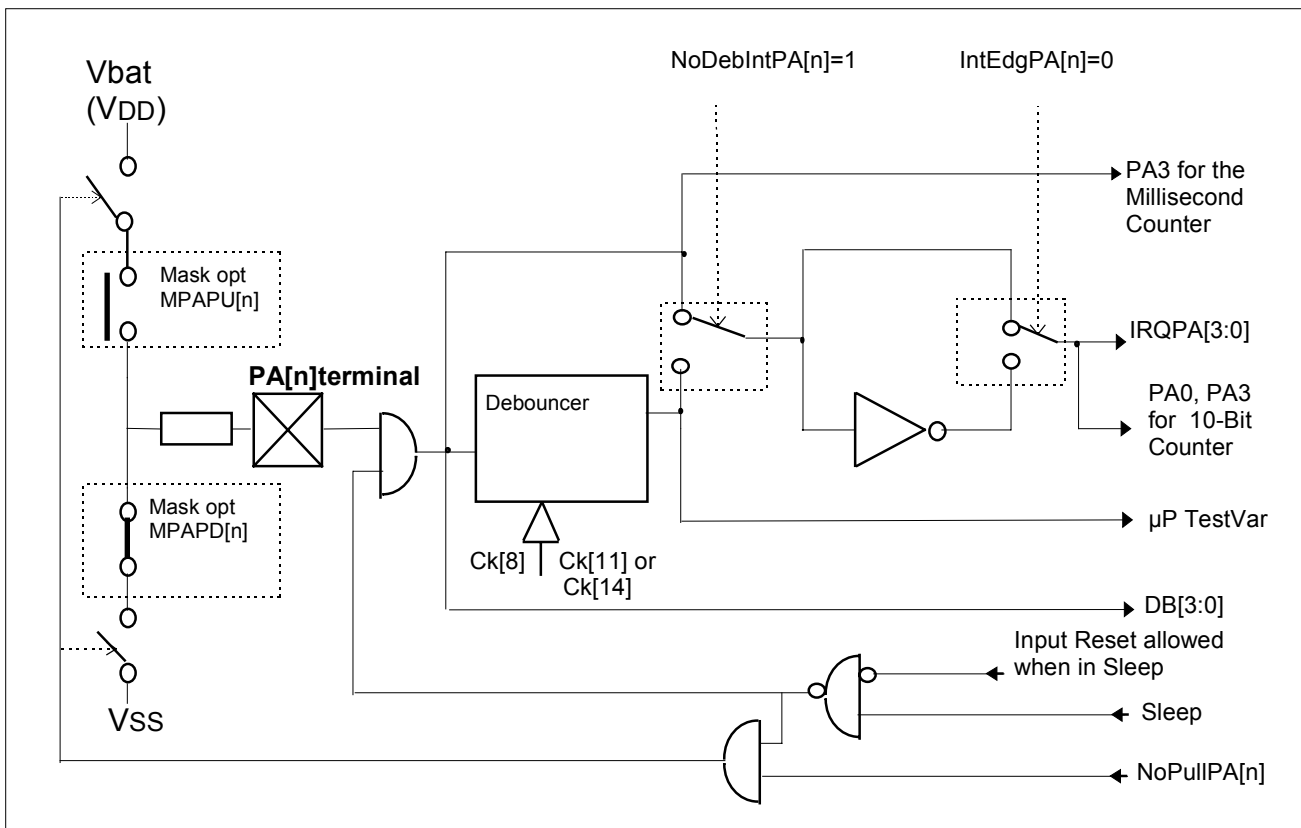 NoDebIntPA[n]=1
IntEdgPA[n]=0
Vbat
(VDD)
PA3 for the
Millisecond
Counter
Mask opt
MPAPU[n]
IRQPA[3:0]
PA[n]terminal
Debouncer
PA0, PA3
for 10-Bit
Counter
Mask opt
MPAPD[n]
µP TestVar
Ck[8]
Ck[11] or
Ck[14]
DB[3:0]
Input Reset allowed
when in Sleep
VSS
Sleep
NoPullPA[n]